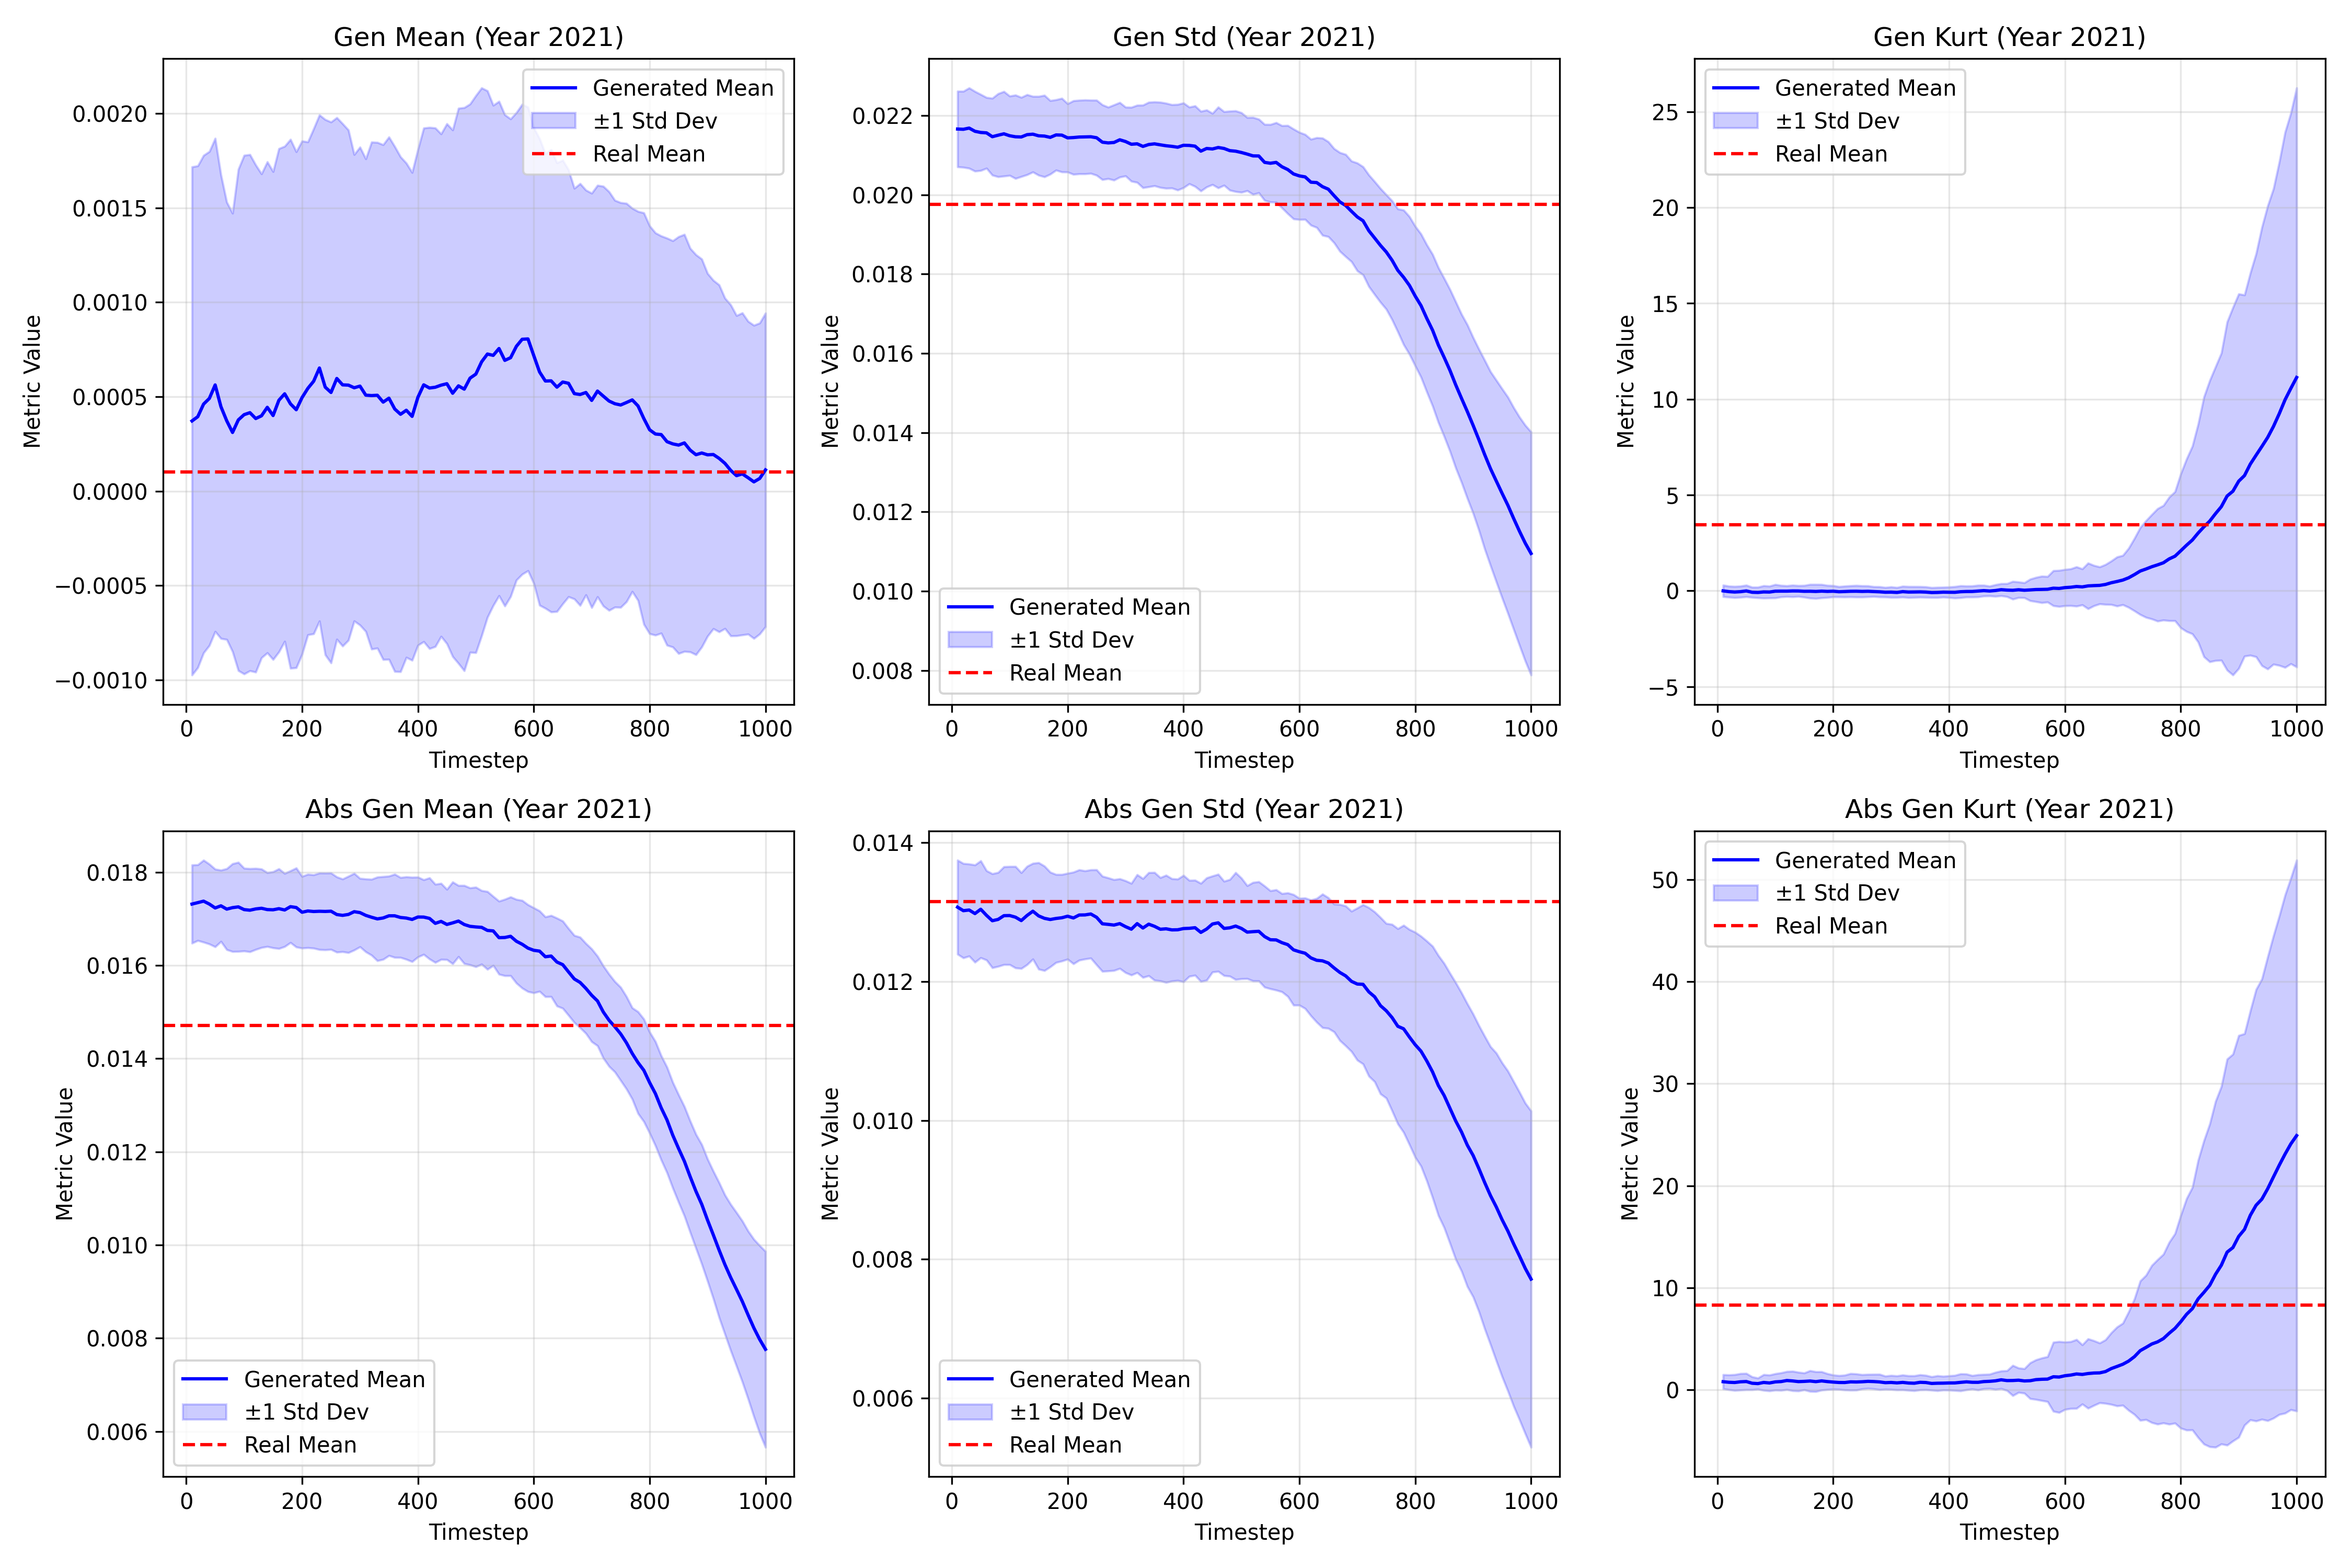 Gen Mean (Year 2021)
Metric Value
0.0020
0.0015
0.0010
0.0005
0.0000
−0.0005
−0.0010
Generated Mean
±1 Std Dev
Real Mean
0 200 400 600 800 1000
Timestep
Gen Std (Year 2021)
Metric Value
0.022
0.020
0.018
0.016
0.014
0.012
0.010
0.008
Generated Mean
±1 Std Dev
Real Mean
0 200 400 600 800 1000
Timestep
Gen Kurt (Year 2021)
Metric Value
25
20
15
10
5
0
−5
Generated Mean
±1 Std Dev
Real Mean
0 200 400 600 800 1000
Timestep
Abs Gen Mean (Year 2021)
Metric Value
0.018
0.016
0.014
0.012
0.010
0.008
0.006
Generated Mean
±1 Std Dev
Real Mean
0 200 400 600 800 1000
Timestep
Abs Gen Std (Year 2021)
Metric Value
0.014
0.012
0.010
0.008
0.006
Generated Mean
±1 Std Dev
Real Mean
0 200 400 600 800 1000
Timestep
Abs Gen Kurt (Year 2021)
Metric Value
50
40
30
20
10
0
Generated Mean
±1 Std Dev
Real Mean
0 200 400 600 800 1000
Timestep